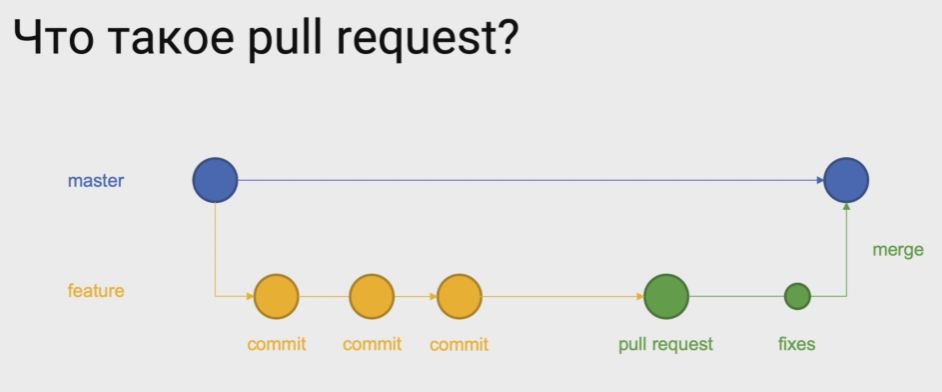 Что такое pull request?
master
merge
feature
commit commit commit pull request fixes